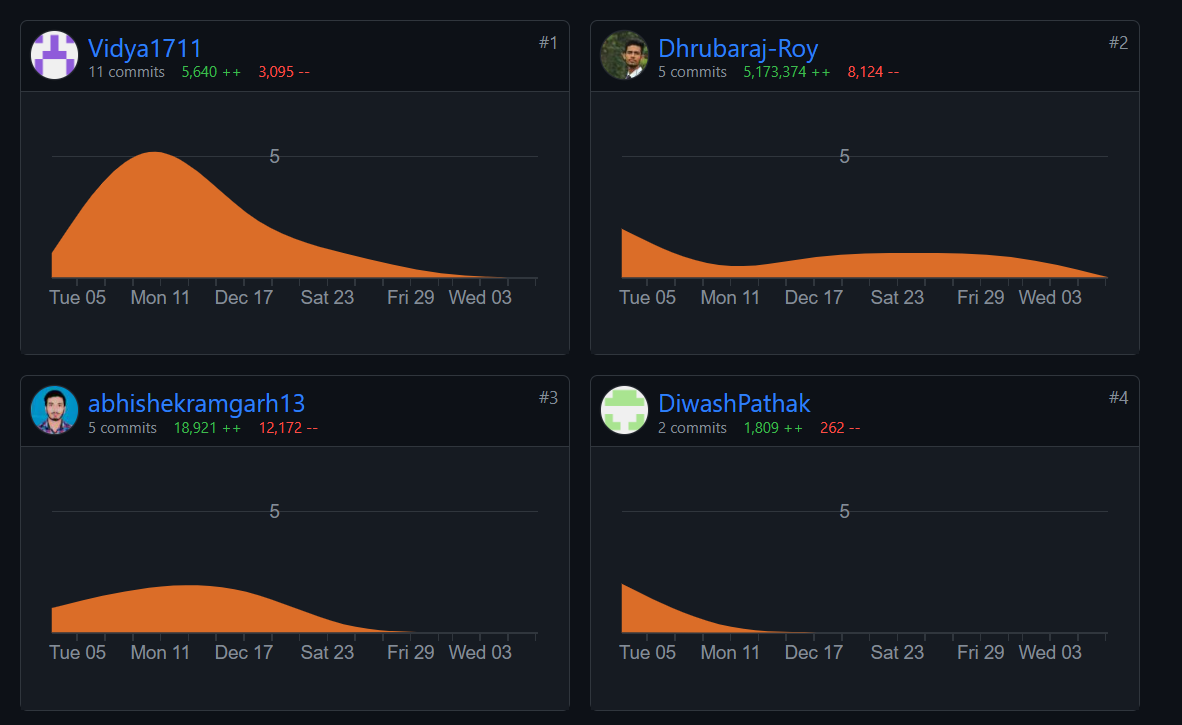 Vidya1711 #1
11 commits 5,640 ++ 3,095 --
5
Tue 05 Mon 11 Dec 17 Sat 23 Fri 29 Wed 03
Dhrubaraj-Roy #2
5 commits 5,173,374 ++ 8,124 --
5
Tue 05 Mon 11 Dec 17 Sat 23 Fri 29 Wed 03
abhishekramgarh13 #3
5 commits 18,921 ++ 12,172 --
5
Tue 05 Mon 11 Dec 17 Sat 23 Fri 29 Wed 03
DiwashPathak #4
2 commits 1,809 ++ 262 --
5
Tue 05 Mon 11 Dec 17 Sat 23 Fri 29 Wed 03